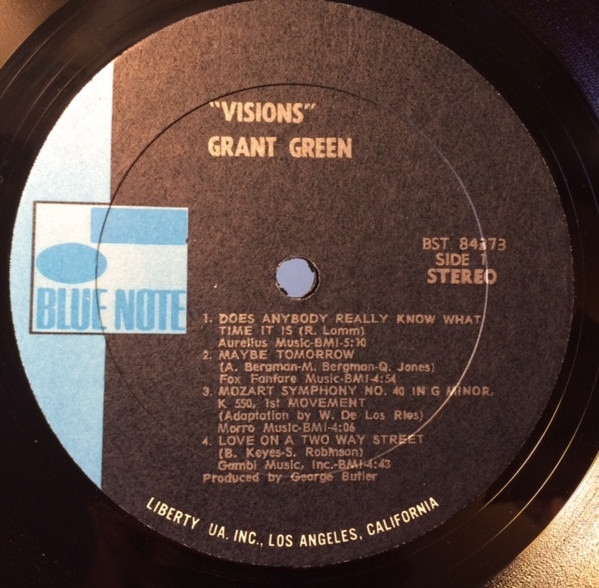 "VISIONS"
GRANT GREEN
BST 84373
SIDE 1
STEREO
BLUE NOTE
1. DOES ANYBODY REALLY KNOW WHAT
TIME IT IS (R. Lamm)
Aurelius Music-BMI-5:10
2. MAYBE TOMORROW
(A. Bergman-M. Bergman-Q. Jones)
Fox Fanfare Music-BMI-4:54
3. MOZART SYMPHONY NO. 40 IN G MINOR,
K 550, 1st MOVEMENT
(Adaptation by W. De Los Rios)
Morro Music-BMI-4:06
4. LOVE ON A TWO WAY STREET
(B. Keyes-S. Robinson)
Gambi Music, Inc.-BMI-4:43
Produced by George Butler
LIBERTY UA. INC., LOS ANGELES, CALIFORNIA